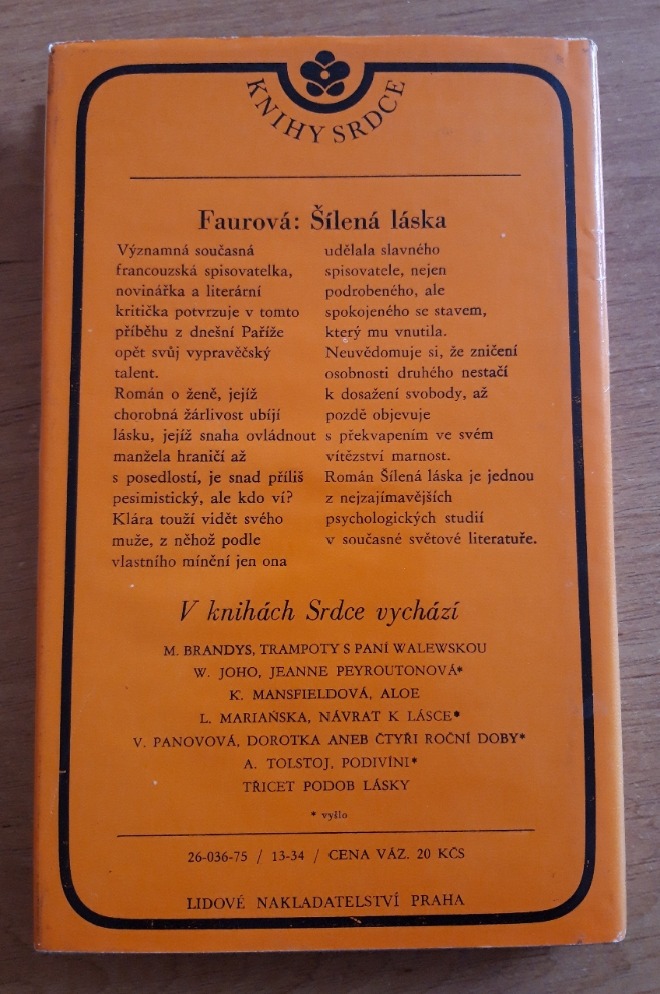 KNIHY SRDCE
Faurová: Šílená láska
Významná současná
francouzská spisovatelka,
novinářka a literární
kritička potvrzuje v tomto
příběhu z dnešní Paříže
opět svůj vypravěčský
talent.
Román o ženě, jejíž
chorobná žárlivost ubíjí
lásku, jejíž snaha ovládnout
manžela hraničí až
s posedlostí, je snad příliš
pesimistický, ale kdo ví?
Klára touží vidět svého
muže, z něhož podle
vlastního mínění jen ona
udělala slavného
spisovatele, nejen
podrobeného, ale
spokojeného se stavem,
který mu vnutila.
Neuvědomuje si, že zničení
osobnosti druhého nestačí
k dosažení svobody, až
pozdě objevuje
s překvapením ve svém
vítězství marnost.
Román Šílená láska je jednou
z nejzajímavějších
psychologických studií
v současné světové literatuře.
V knihách Srdce vychází
M. BRANDYS, TRAMPOTY S PANÍ WALEWSKOU
W. JOHO, JEANNE PEYROUTONOVÁ*
K. MANSFIELDOVÁ, ALOE
L. MARIAŃSKA, NÁVRAT K LÁSCE*
V. PANOVOVÁ, DOROTKA ANEB ČTYŘI ROČNÍ DOBY*
A. TOLSTOJ, PODIVÍNI*
TŘICET PODOB LÁSKY
* vyšlo
26-036-75 / 13-34 / CENA VÁZ. 20 KČS
LIDOVÉ NAKLADATELSTVÍ PRAHA